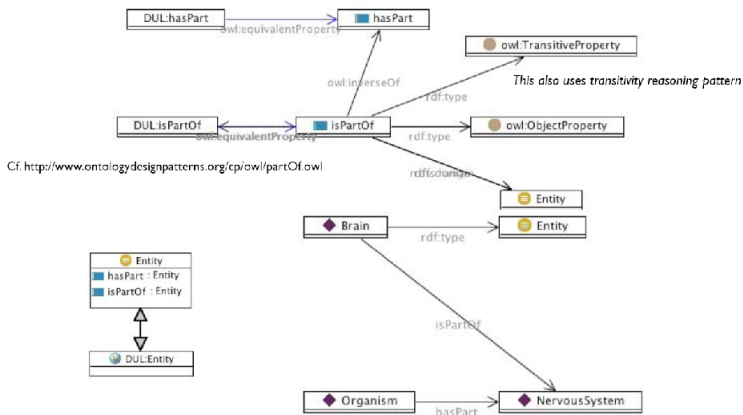 DUL:hasPart
owl:equivalentProperty
hasPart
owl:TransitiveProperty
This also uses transitivity reasoning pattern
owl:inverseOf
rdf:type
DUL:isPartOf
owl:equivalentProperty
isPartOf
rdf:type
owl:ObjectProperty
Cf. http://www.ontologydesignpatterns.org/cp/owl/partOf.owl
Entity
Brain
rdf:type
Entity
Entity
hasPart : Entity
isPartOf : Entity
isPartOf
DUL:Entity
Organism
hasPart
NervousSystem